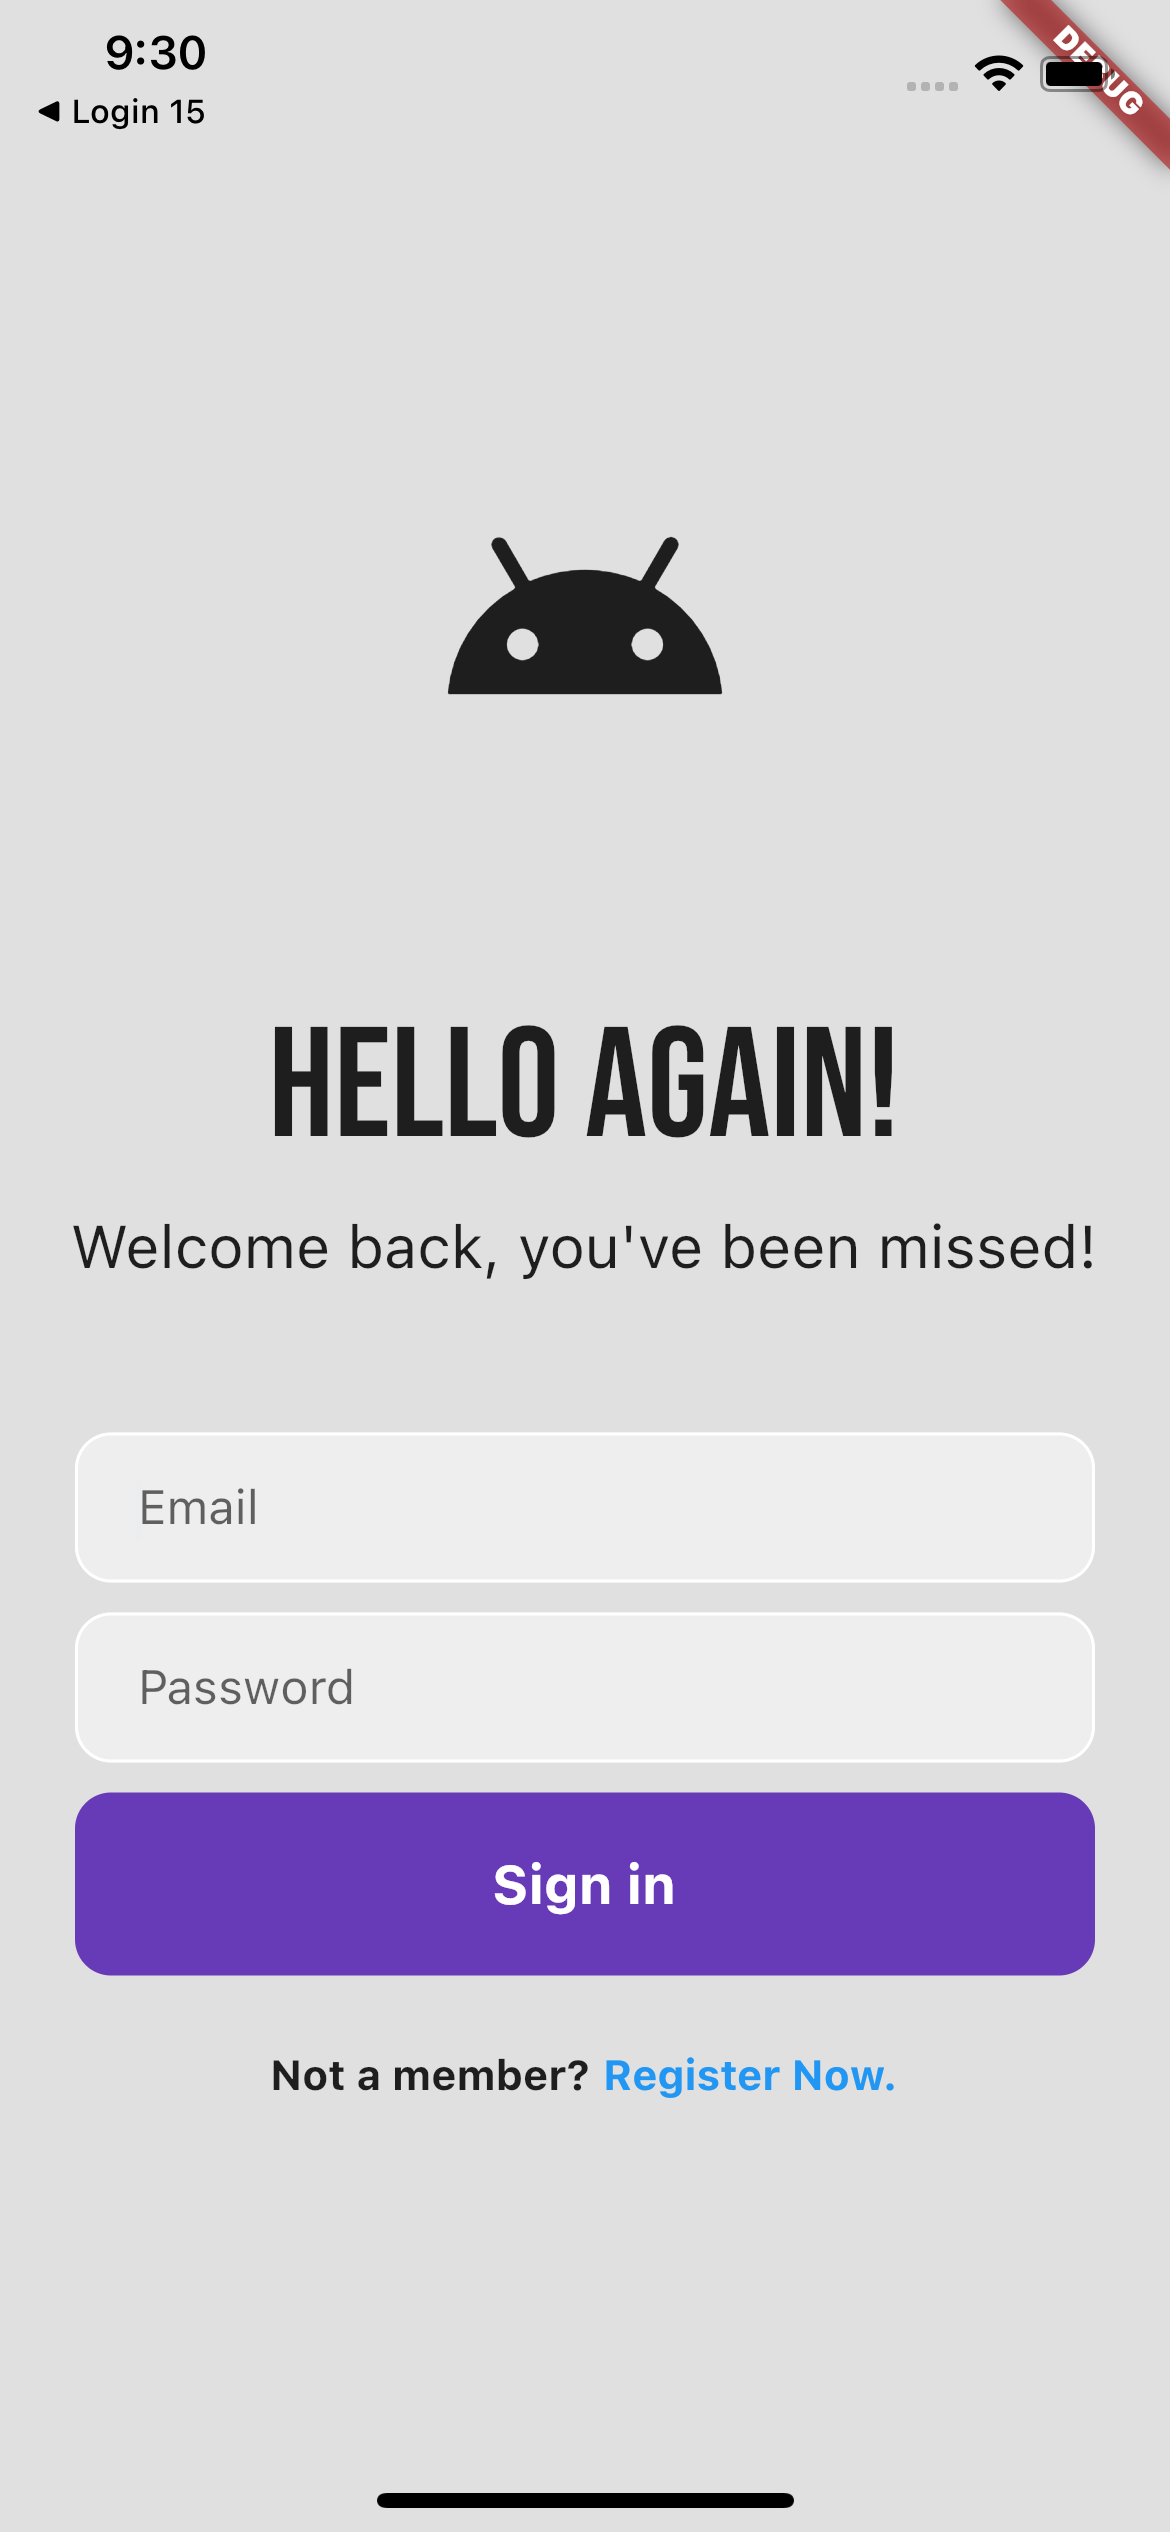 9:30
◀ Login 15
DEBUG
HELLO AGAIN!
Welcome back, you've been missed!
Email
Password
Sign in
Not a member? Register Now.